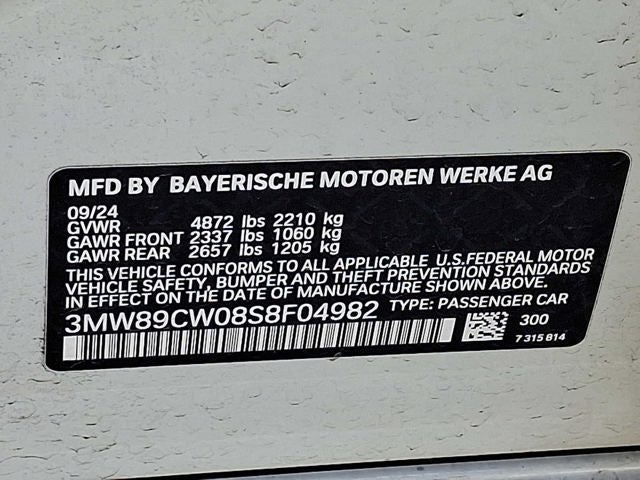 MFD BY BAYERISCHE MOTOREN WERKE AG
09/24
GVWR 4872 lbs 2210 kg
GAWR FRONT 2337 lbs 1060 kg
GAWR REAR 2657 lbs 1205 kg
THIS VEHICLE CONFORMS TO ALL APPLICABLE U.S.FEDERAL MOTOR
VEHICLE SAFETY, BUMPER AND THEFT PREVENTION STANDARDS
IN EFFECT ON THE DATE OF MANUFACTURE SHOWN ABOVE.
3MW89CW08S8F04982 TYPE: PASSENGER CAR
300
7 315 814